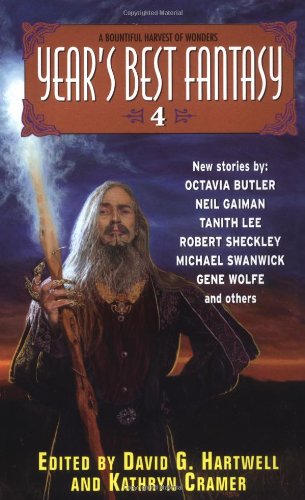 A BOUNTIFUL HARVEST OF WONDERS
YEAR'S BEST FANTASY
4
New stories by:
OCTAVIA BUTLER
NEIL GAIMAN
TANITH LEE
ROBERT SHECKLEY
MICHAEL SWANWICK
GENE WOLFE
and others
EDITED BY DAVID G. HARTWELL
AND KATHRYN CRAMER